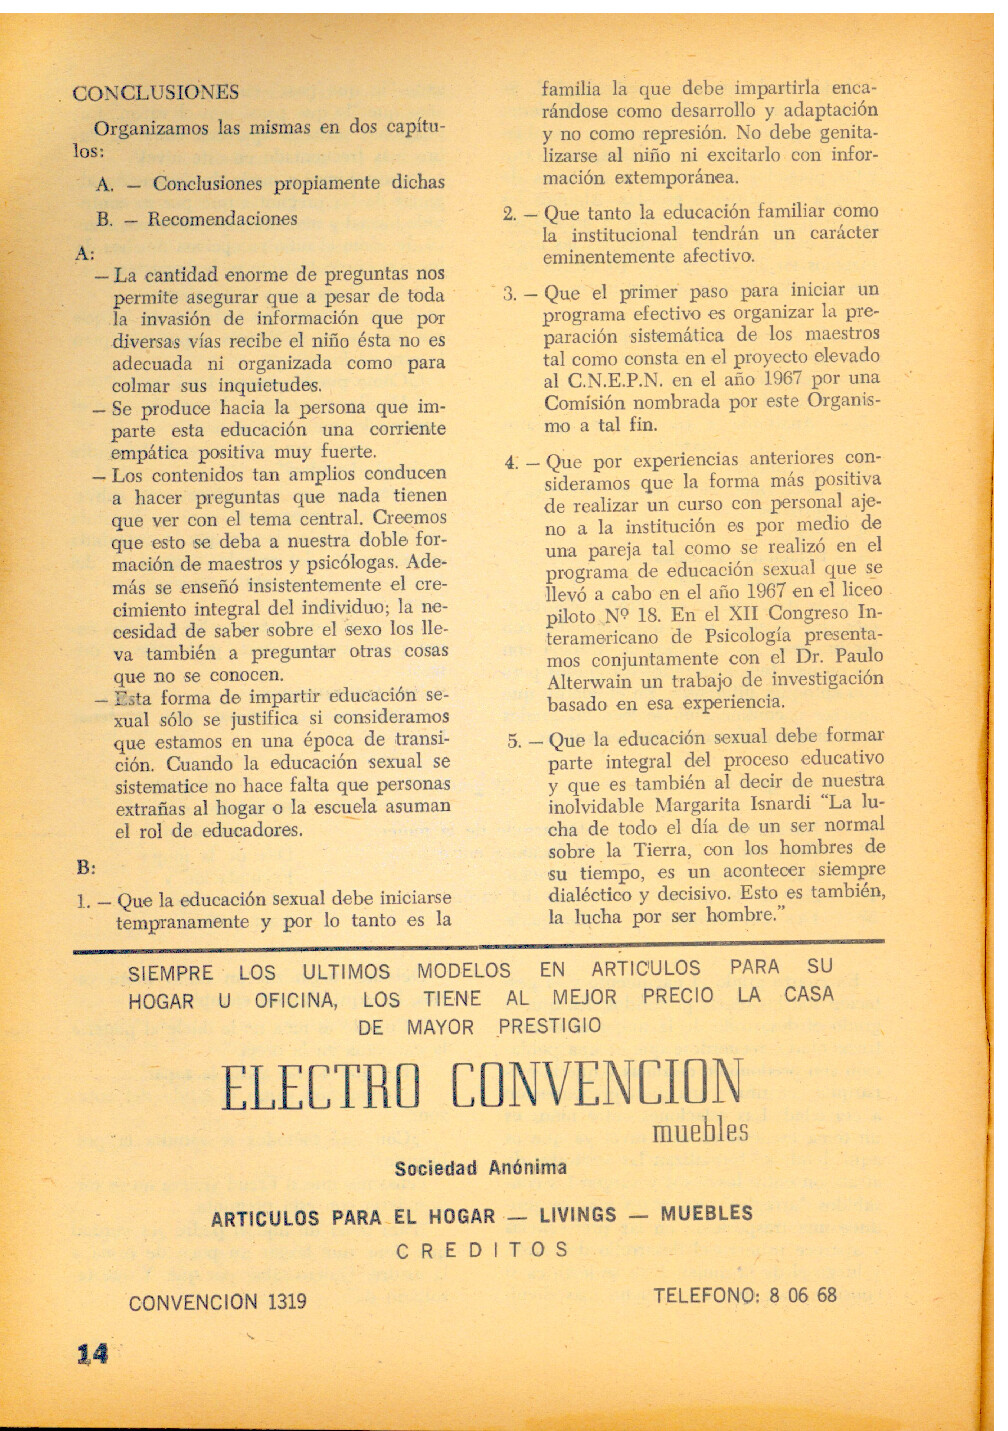 CONCLUSIONES
Organizamos las mismas en dos capítu-
los:
A. — Conclusiones propiamente dichas
B. — Recomendaciones
A:
— La cantidad enorme de preguntas nos
permite asegurar que a pesar de toda
la invasión de información que por
diversas vías recibe el niño ésta no es
adecuada ni organizada como para
colmar sus inquietudes.
— Se produce hacia la persona que im-
parte esta educación una corriente
empática positiva muy fuerte.
— Los contenidos tan amplios conducen
a hacer preguntas que nada tienen
que ver con el tema central. Creemos
que esto se deba a nuestra doble for-
mación de maestros y psicólogas. Ade-
más se enseñó insistentemente el cre-
cimiento integral del individuo; la ne-
cesidad de saber sobre el sexo los lle-
va también a preguntar otras cosas
que no se conocen.
— Esta forma de impartir educación se-
xual sólo se justifica si consideramos
que estamos en una época de transi-
ción. Cuando la educación sexual se
sistematice no hace falta que personas
extrañas al hogar o la escuela asuman
el rol de educadores.
B:
1. — Que la educación sexual debe iniciarse
tempranamente y por lo tanto es la
familia la que debe impartirla enca-
rándose como desarrollo y adaptación
y no como represión. No debe genita-
lizarse al niño ni excitarlo con infor-
mación extemporánea.
2. — Que tanto la educación familiar como
la institucional tendrán un carácter
eminentemente afectivo.
3. — Que el primer paso para iniciar un
programa efectivo es organizar la pre-
paración sistemática de los maestros
tal como consta en el proyecto elevado
al C.N.E.P.N. en el año 1967 por una
Comisión nombrada por este Organis-
mo a tal fin.
4. — Que por experiencias anteriores con-
sideramos que la forma más positiva
de realizar un curso con personal aje-
no a la institución es por medio de
una pareja tal como se realizó en el
programa de educación sexual que se
llevó a cabo en el año 1967 en el liceo
piloto Nº 18. En el XII Congreso In-
teramericano de Psicología presenta-
mos conjuntamente con el Dr. Paulo
Alterwain un trabajo de investigación
basado en esa experiencia.
5. — Que la educación sexual debe formar
parte integral del proceso educativo
y que es también al decir de nuestra
inolvidable Margarita Isnardi “La lu-
cha de todo el día de un ser normal
sobre la Tierra, con los hombres de
su tiempo, es un acontecer siempre
dialéctico y decisivo. Esto es también,
la lucha por ser hombre.”
SIEMPRE LOS ULTIMOS MODELOS EN ARTICULOS PARA SU
HOGAR U OFICINA, LOS TIENE AL MEJOR PRECIO LA CASA
DE MAYOR PRESTIGIO
ELECTRO CONVENCION
muebles
Sociedad Anónima
ARTICULOS PARA EL HOGAR — LIVINGS — MUEBLES
CREDITOS
CONVENCION 1319
TELEFONO: 8 06 68
14